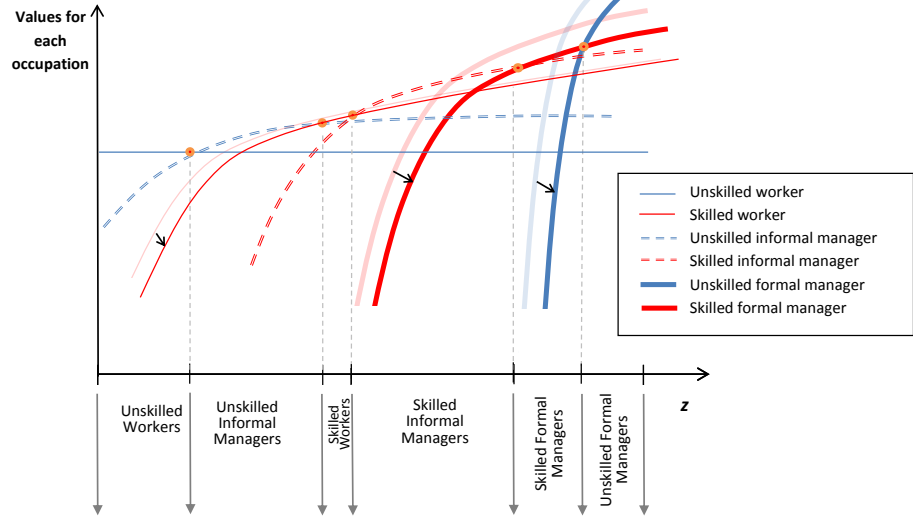 Values for
each
occupation
Unskilled worker
Skilled worker
Unskilled informal manager
Skilled informal manager
Unskilled formal manager
Skilled formal manager
z
Unskilled
Workers
Unskilled
Informal
Managers
Skilled
Workers
Skilled
Informal
Managers
Skilled Formal
Managers
Unskilled Formal
Managers